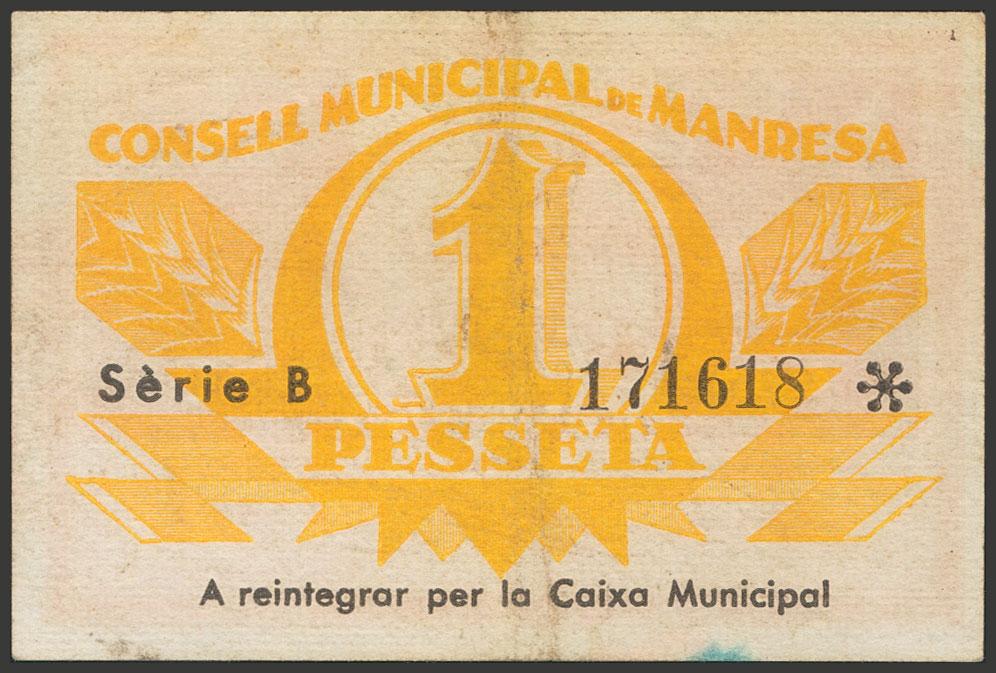 CONSELL MUNICIPAL DE MANRESA
1
Sèrie B 171618 *
PESSETA
A reintegrar per la Caixa Municipal